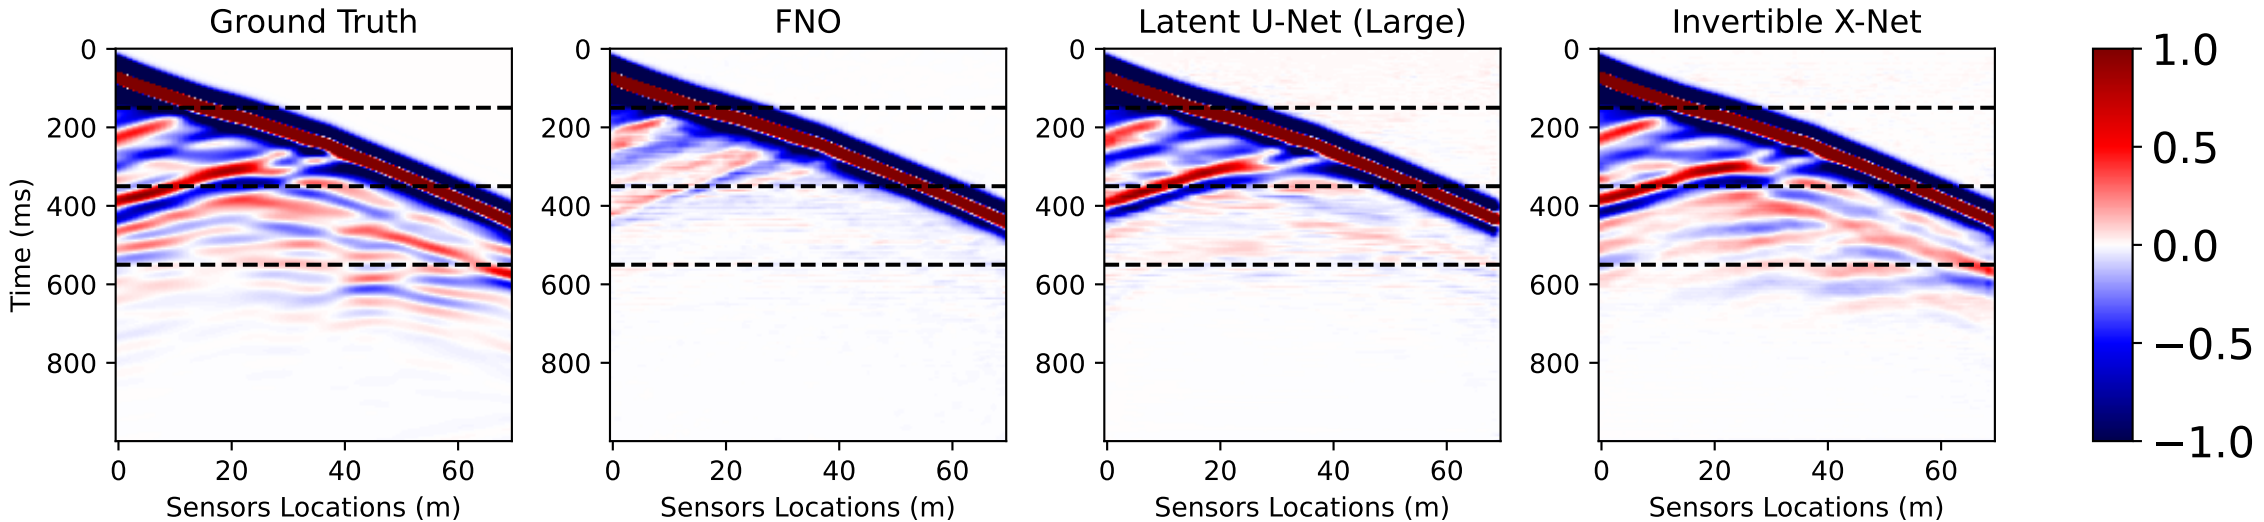 Ground Truth
FNO
Latent U-Net (Large)
Invertible X-Net
0
200
400
600
800
Time (ms)
0 20 40 60
Sensors Locations (m)
0
200
400
600
800
0 20 40 60
Sensors Locations (m)
0
200
400
600
800
0 20 40 60
Sensors Locations (m)
0
200
400
600
800
0 20 40 60
Sensors Locations (m)
1.0
0.5
0.0
−0.5
−1.0